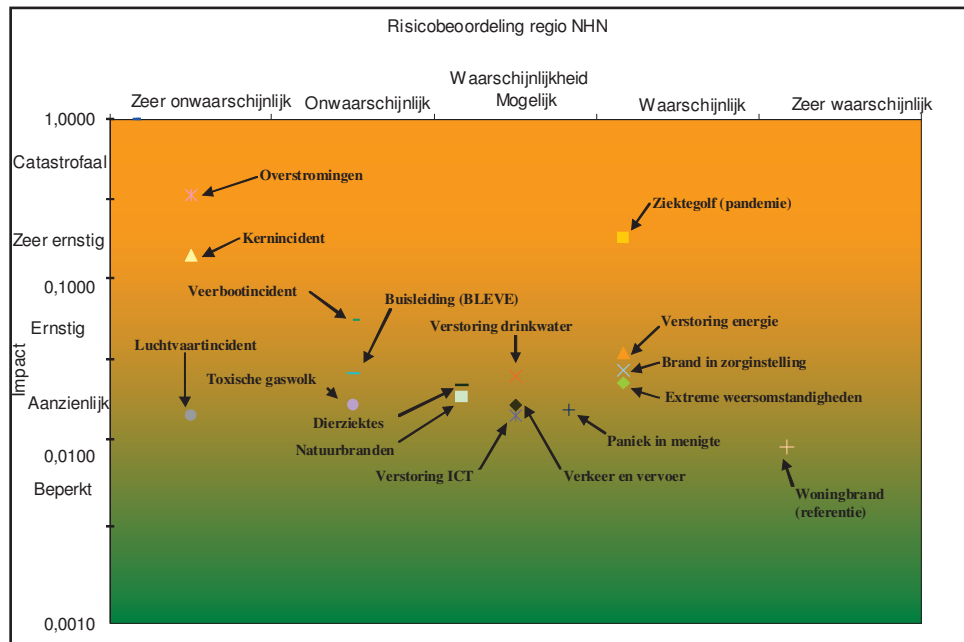 Risicobeoordeling regio NHN
Waarschijnlijkheid
Zeer onwaarschijnlijk
Onwaarschijnlijk
Mogelijk
Waarschijnlijk
Zeer waarschijnlijk
1,0000
Catastrofaal
Overstromingen
Ziektegolf (pandemie)
Zeer ernstig
Kernincident
0,1000
Veerbootincident
Buisleiding (BLEVE)
Ernstig
Verstoring drinkwater
Verstoring energie
Luchtvaartincident
Brand in zorginstelling
Impact
Toxische gaswolk
Extreme weersomstandigheden
Aanzienlijk
Dierziektes
Paniek in menigte
Natuurbranden
0,0100
Verstoring ICT
Verkeer en vervoer
Beperkt
Woningbrand
(referentie)
0,0010